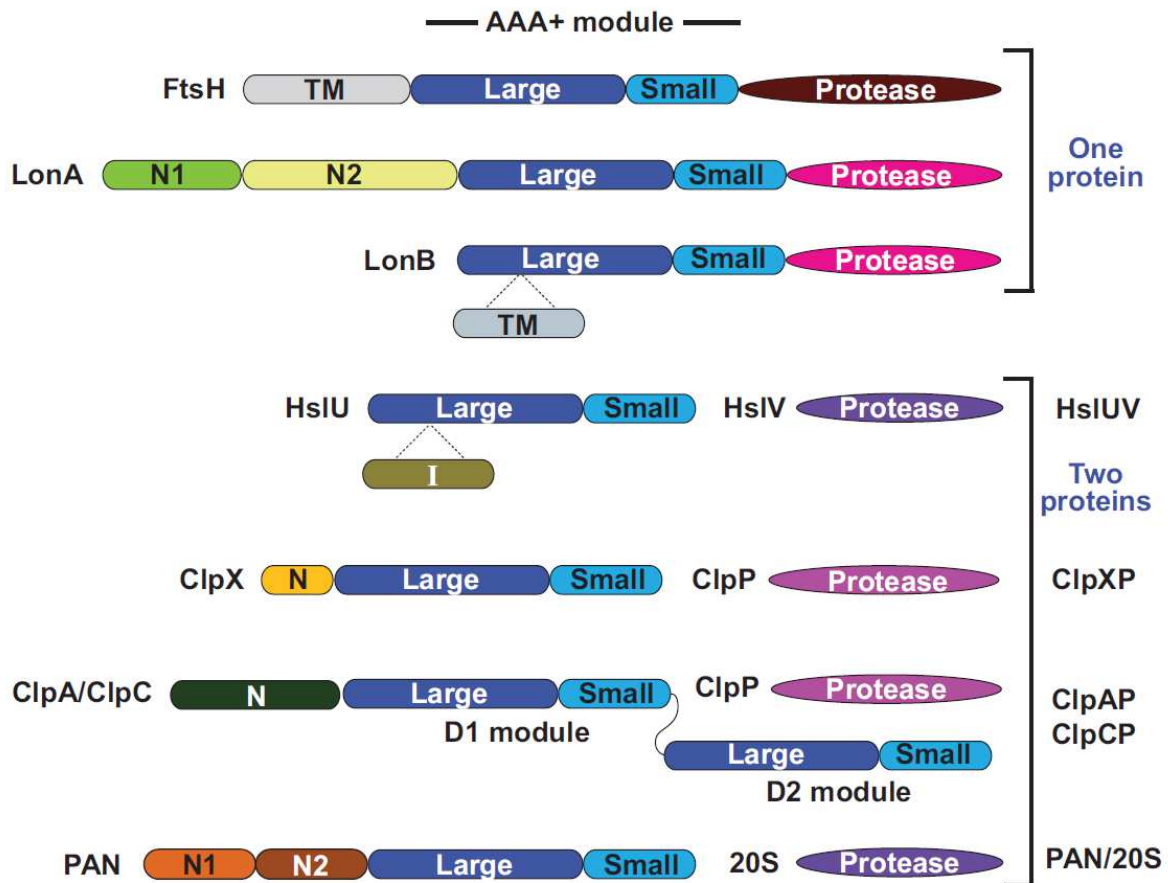 AAA+ module
FtsH TM Large Small Protease
LonA N1 N2 Large Small Protease
One
protein
LonB Large Small Protease
TM
HslU Large Small HslV Protease HslUV
I
Two
proteins
ClpX N Large Small ClpP Protease ClpXP
ClpA/ClpC N Large Small ClpP Protease
D1 module
ClpAP
ClpCP
Large Small
D2 module
PAN N1 N2 Large Small 20S Protease PAN/20S